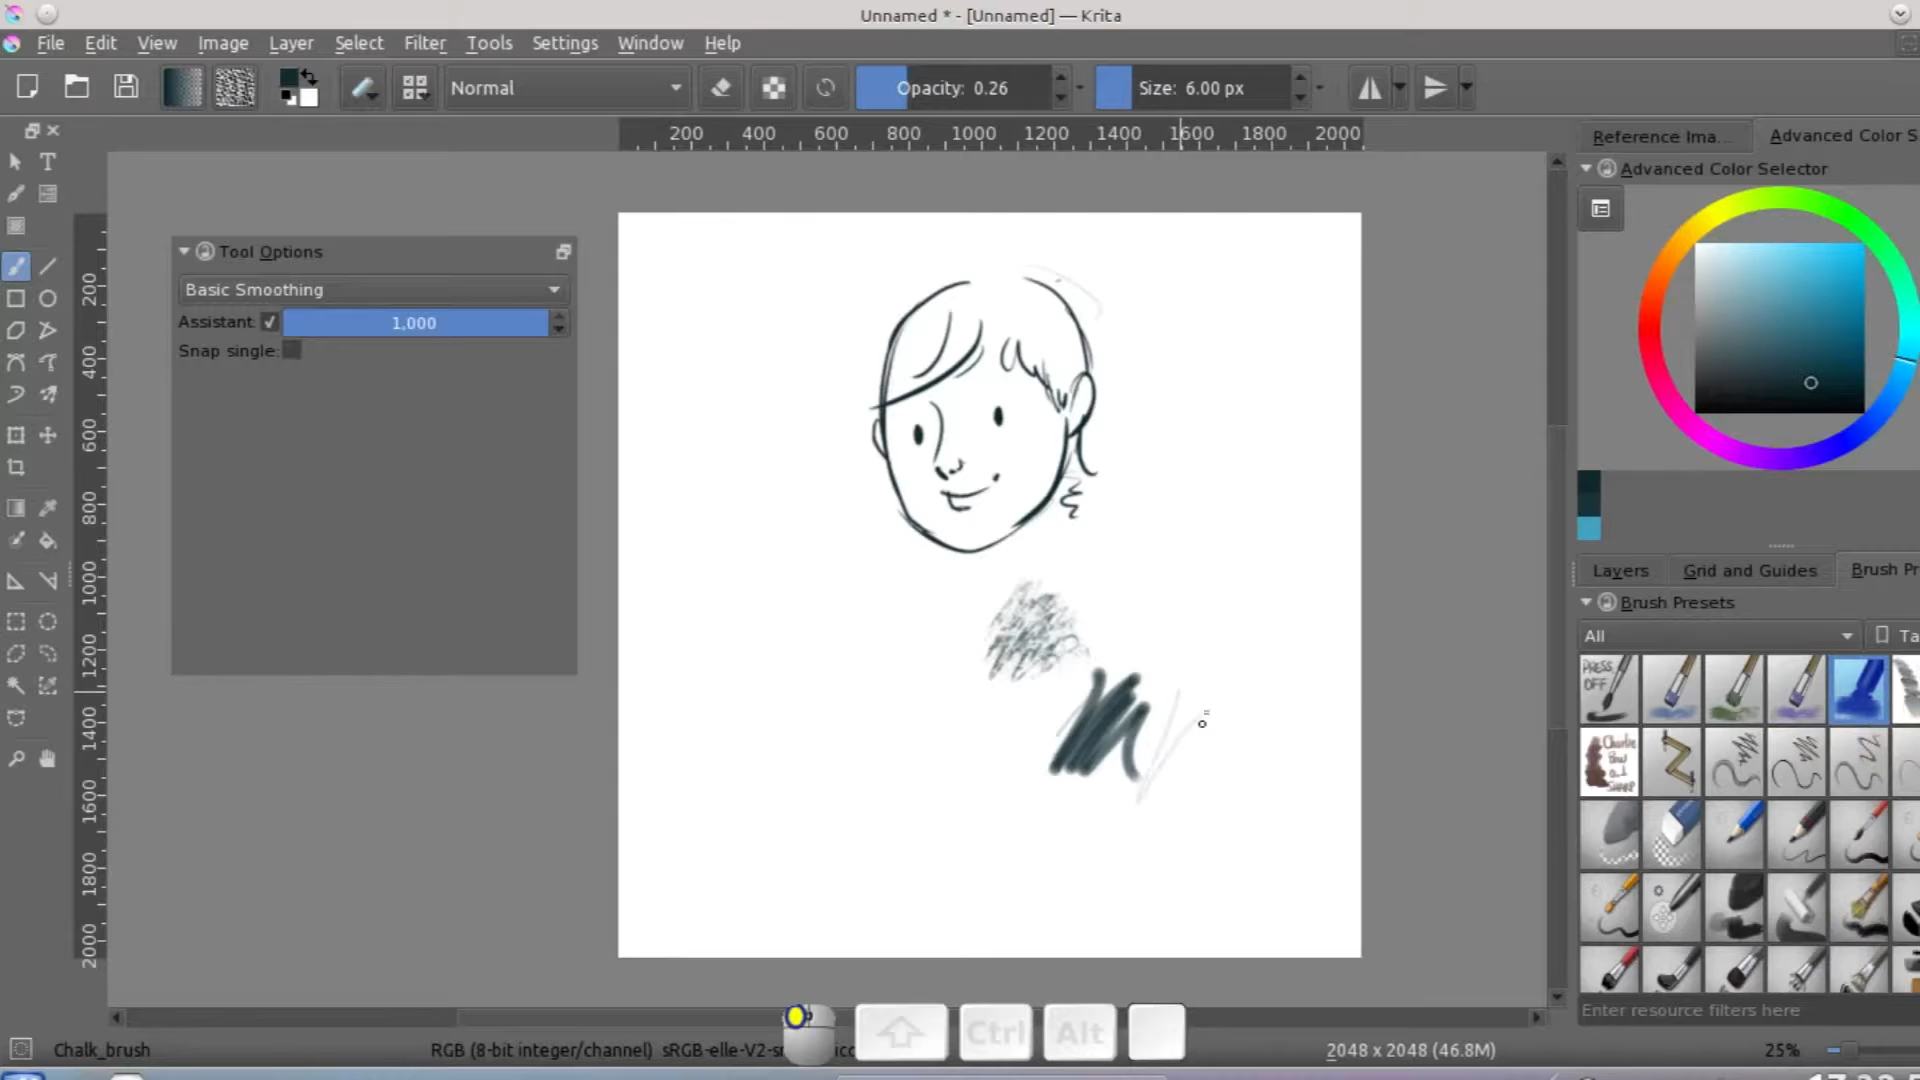 Unnamed * - [Unnamed] — Krita
File Edit View Image Layer Select Filter Tools Settings Window Help
Normal
Opacity: 0.26
Size: 6.00 px
200 400 600 800 1000 1200 1400 1600 1800 2000
Reference Ima... Advanced Color S
Advanced Color Selector
Tool Options
Basic Smoothing
Assistant: 1,000
Snap single:
200
400
600
800
1000
1200
1400
1600
1800
2000
Layers Grid and Guides Brush Pr
Brush Presets
All Ta
PRESS
OFF
Enter resource filters here
Ctrl Alt
Chalk_brush RGB (8-bit integer/channel) sRGB-elle-V2-s 2048 x 2048 (46.8M) 25%